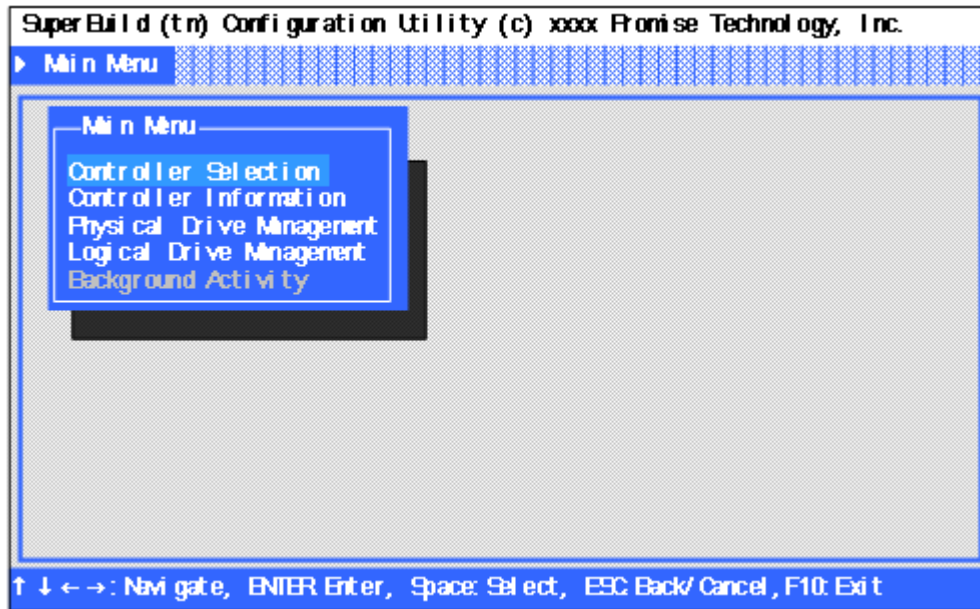 SuperBuild (tm) Configuration Utility (c) xxxx Promise Technology, Inc.
Main Menu
Main Menu
Controller Selection
Controller Information
Physical Drive Management
Logical Drive Management
Background Activity
↑ ↓ ← →: Navigate, ENTER: Enter, Space: Select, ESC: Back/Cancel, F10: Exit